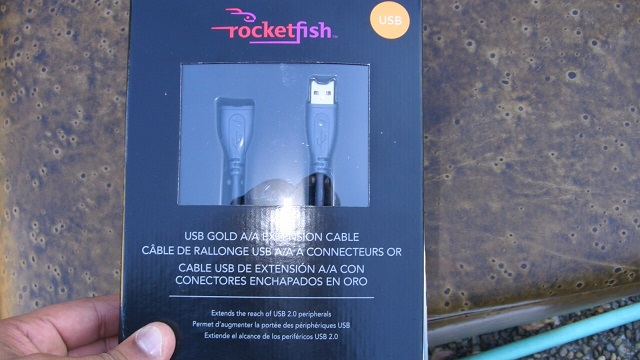 rocketfish™
USB
USB GOLD A/A EXTENSION CABLE
CÂBLE DE RALLONGE USB A/A À CONNECTEURS OR
CABLE USB DE EXTENSIÓN A/A CON
CONECTORES ENCHAPADOS EN ORO
Extends the reach of USB 2.0 peripherals
Permet d'augmenter la portée des périphériques USB
Extiende el alcance de los periféricos USB 2.0